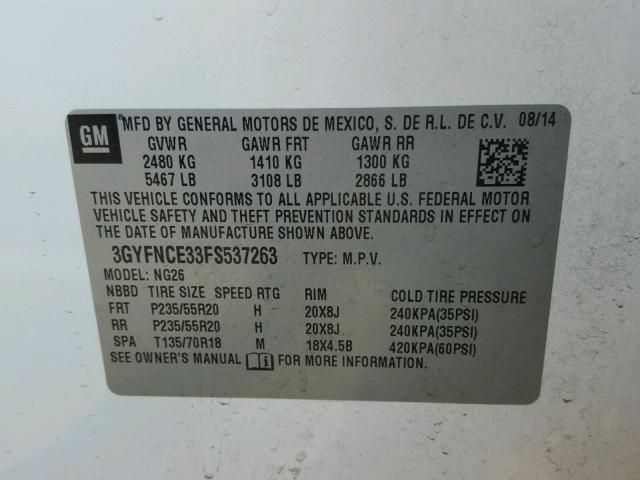 GM
MFD BY GENERAL MOTORS DE MEXICO, S. DE R.L. DE C.V. 08/14
GVWR GAWR FRT GAWR RR
2480 KG 1410 KG 1300 KG
5467 LB 3108 LB 2866 LB
THIS VEHICLE CONFORMS TO ALL APPLICABLE U.S. FEDERAL MOTOR
VEHICLE SAFETY AND THEFT PREVENTION STANDARDS IN EFFECT ON
THE DATE OF MANUFACTURE SHOWN ABOVE.
3GYFNCE33FS537263 TYPE: M.P.V.
MODEL: NG26
NBBD TIRE SIZE SPEED RTG RIM COLD TIRE PRESSURE
FRT P235/55R20 H 20X8J 240KPA(35PSI)
RR P235/55R20 H 20X8J 240KPA(35PSI)
SPA T135/70R18 M 18X4.5B 420KPA(60PSI)
SEE OWNER'S MANUAL FOR MORE INFORMATION.